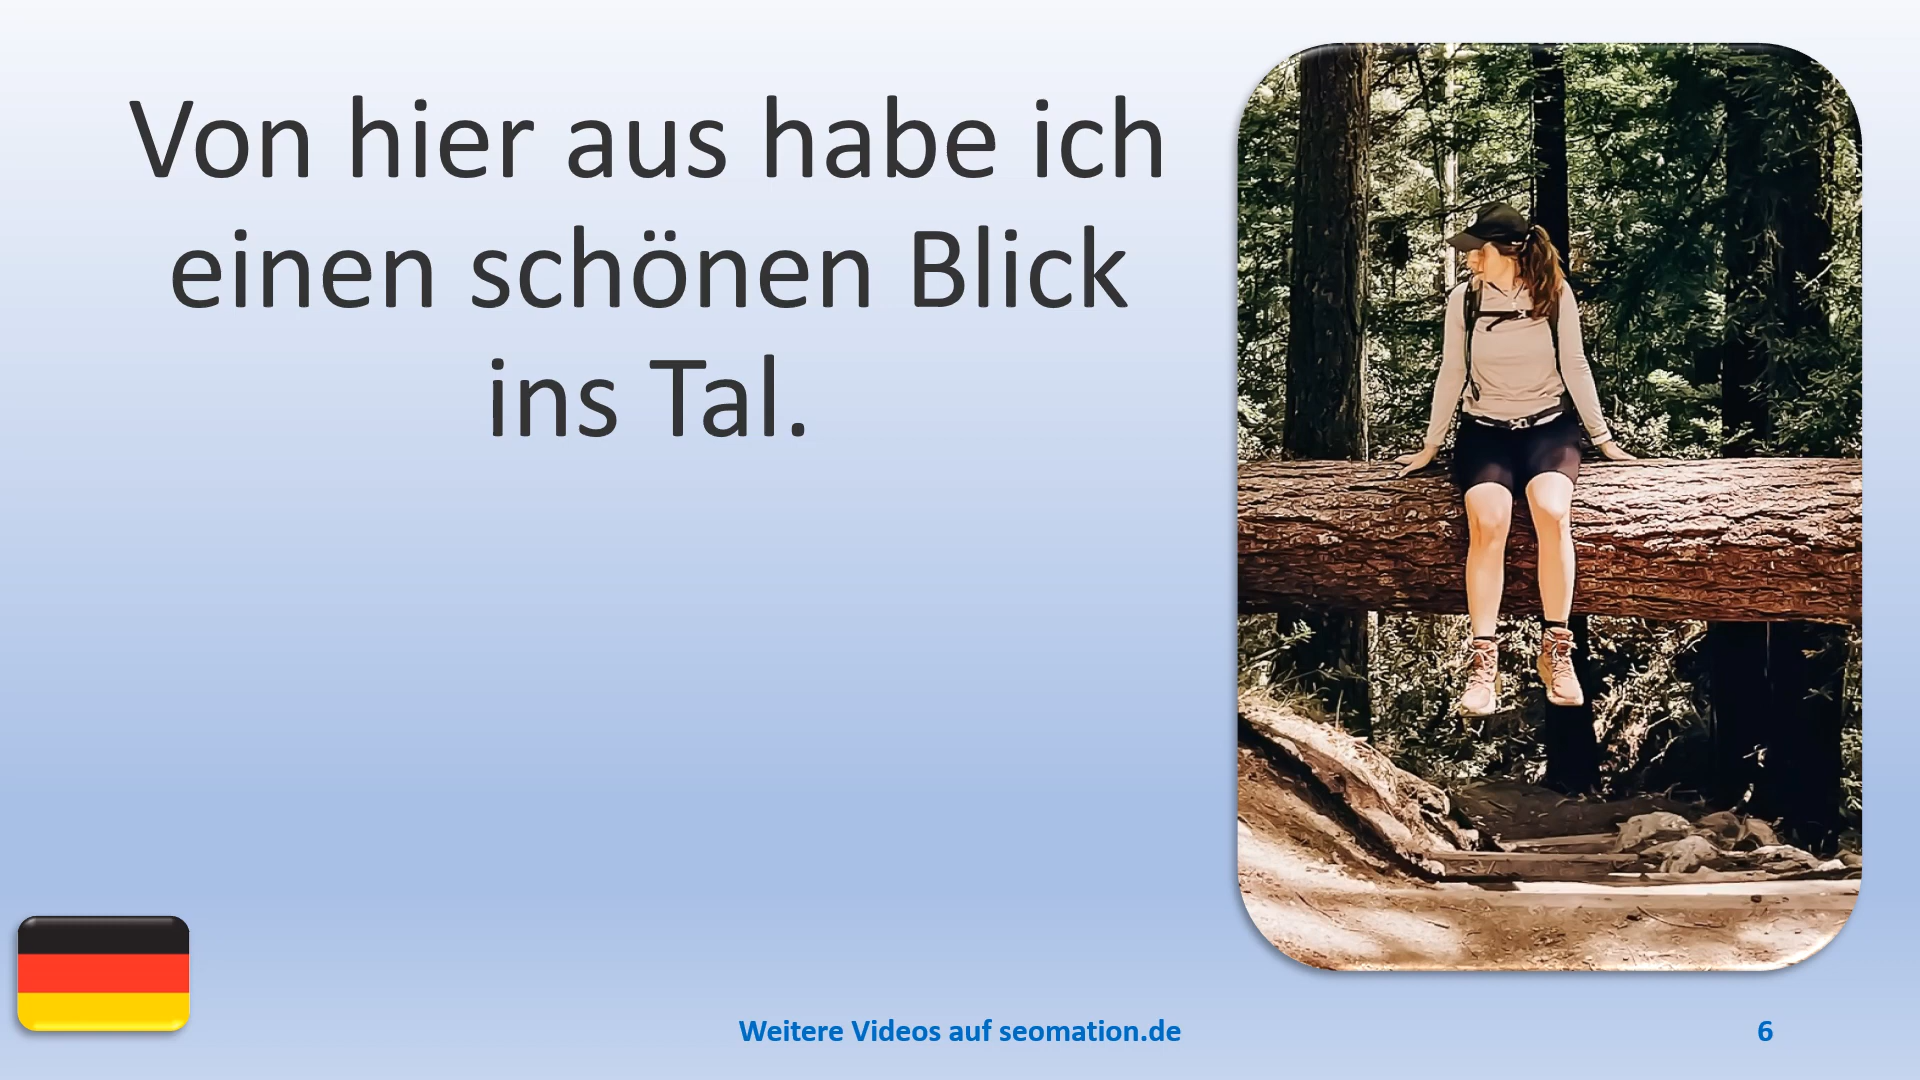 Von hier aus habe ich
einen schönen Blick
ins Tal.
Weitere Videos auf seomation.de
6